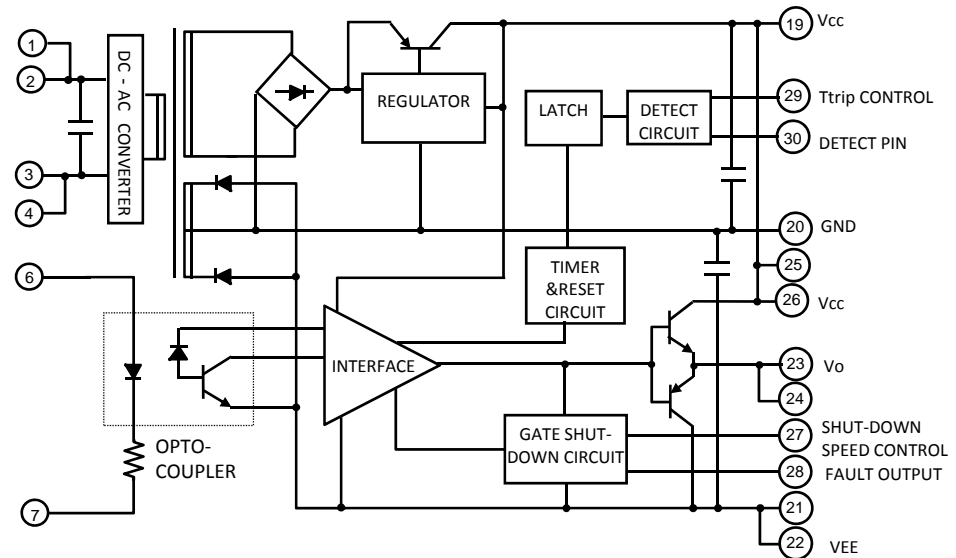 1
2
3
4
6
7
DC - AC CONVERTER
REGULATOR
LATCH
DETECT
CIRCUIT
TIMER
&RESET
CIRCUIT
INTERFACE
OPTO-
COUPLER
GATE SHUT-
DOWN CIRCUIT
19 Vcc
29 Ttrip CONTROL
30 DETECT PIN
20 GND
25
26 Vcc
23 Vo
24
27 SHUT-DOWN
SPEED CONTROL
28 FAULT OUTPUT
21
22 VEE